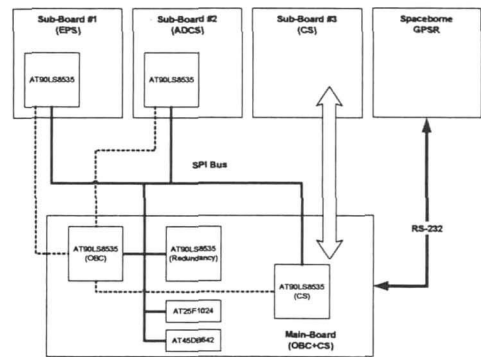 Sub-Board #1
(EPS)
Sub-Board #2
(ADCS)
Sub-Board #3
(CS)
Spaceborne
GPSR
AT90LS8535
AT90LS8535
SPI Bus
RS-232
AT90LS8535
(OBC)
AT90LS8535
(Redundancy)
AT90LS8535
(CS)
AT25F1024
AT45DB642
Main-Board
(OBC+CS)